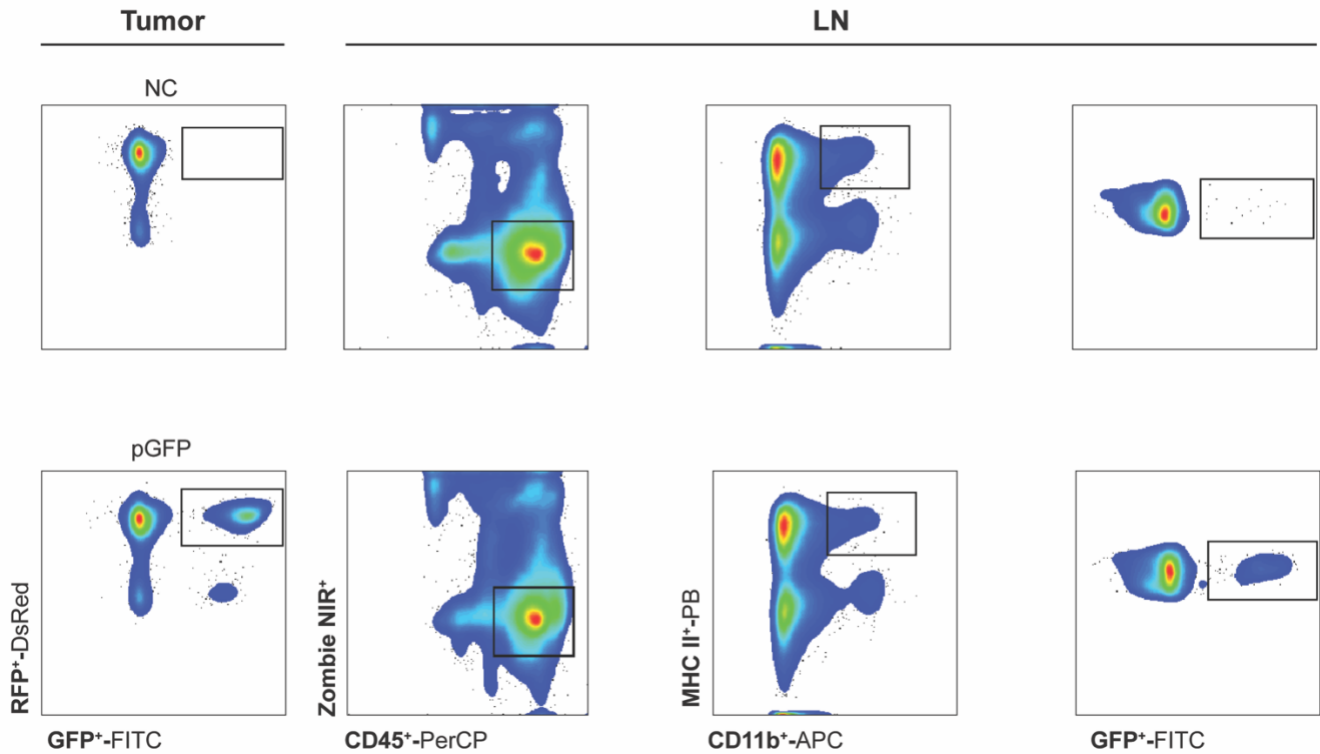 Tumor
LN
NC
pGFP
RFP⁺-DsRed
Zombie NIR⁺
MHC II⁺-PB
GFP⁺-FITC
CD45⁺-PerCP
CD11b⁺-APC
GFP⁺-FITC